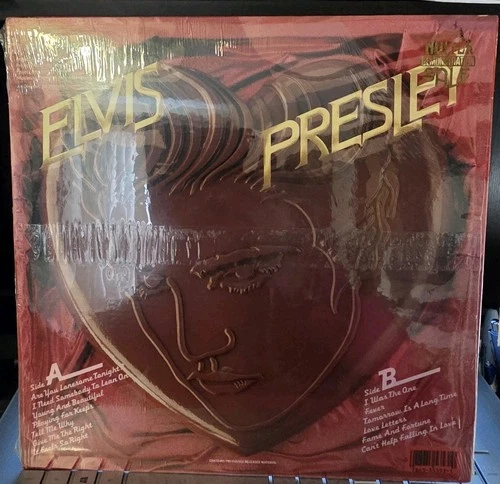 ELVIS
PRESLEY
Side A
Are You Lonesome Tonight
I Need Somebody To Lean On
Young And Beautiful
Playing For Keeps
Tell Me Why
Give Me The Right
It Feels So Right
Side B
I Was The One
Fever
Tomorrow Is A Long Time
Love Letters
Fame And Fortune
Can't Help Falling In Love